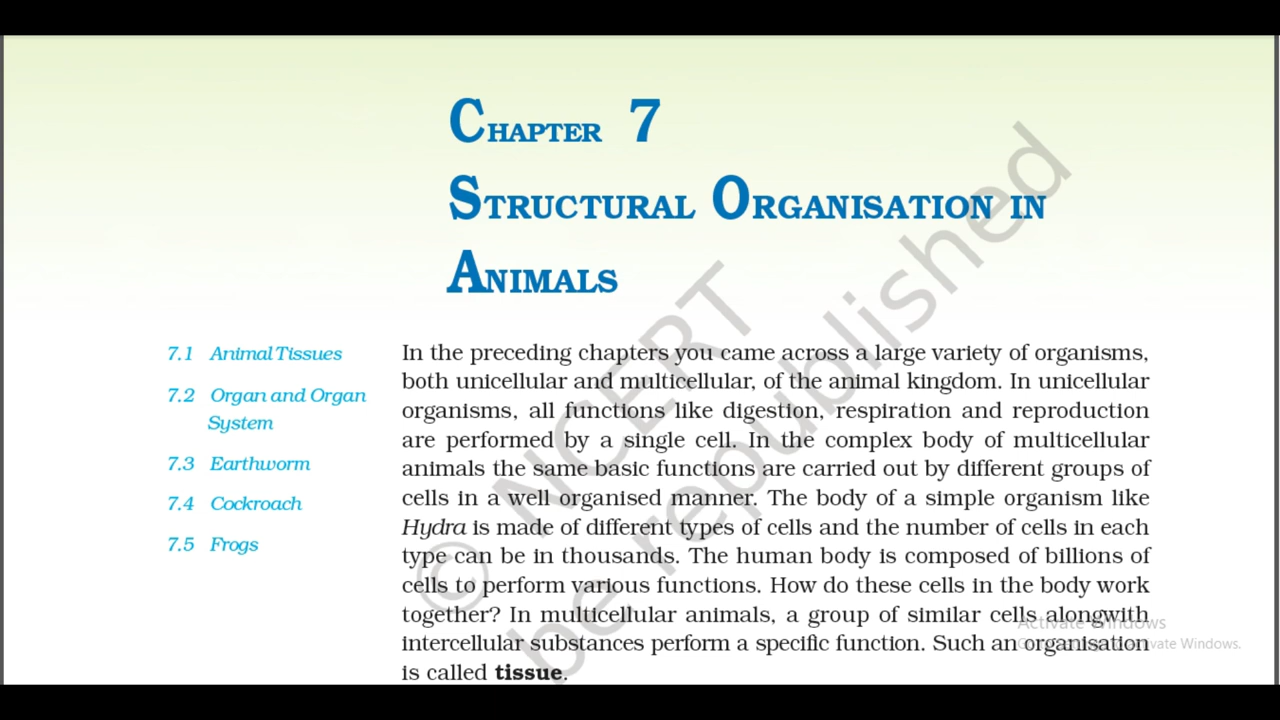 CHAPTER 7
STRUCTURAL ORGANISATION IN
ANIMALS
7.1 Animal Tissues
7.2 Organ and Organ
System
7.3 Earthworm
7.4 Cockroach
7.5 Frogs
In the preceding chapters you came across a large variety of organisms,
both unicellular and multicellular, of the animal kingdom. In unicellular
organisms, all functions like digestion, respiration and reproduction
are performed by a single cell. In the complex body of multicellular
animals the same basic functions are carried out by different groups of
cells in a well organised manner. The body of a simple organism like
Hydra is made of different types of cells and the number of cells in each
type can be in thousands. The human body is composed of billions of
cells to perform various functions. How do these cells in the body work
together? In multicellular animals, a group of similar cells alongwith
intercellular substances perform a specific function. Such an organisation
is called tissue.
© NCERT
be republished
Activate Windows
Go to Settings to activate Windows.